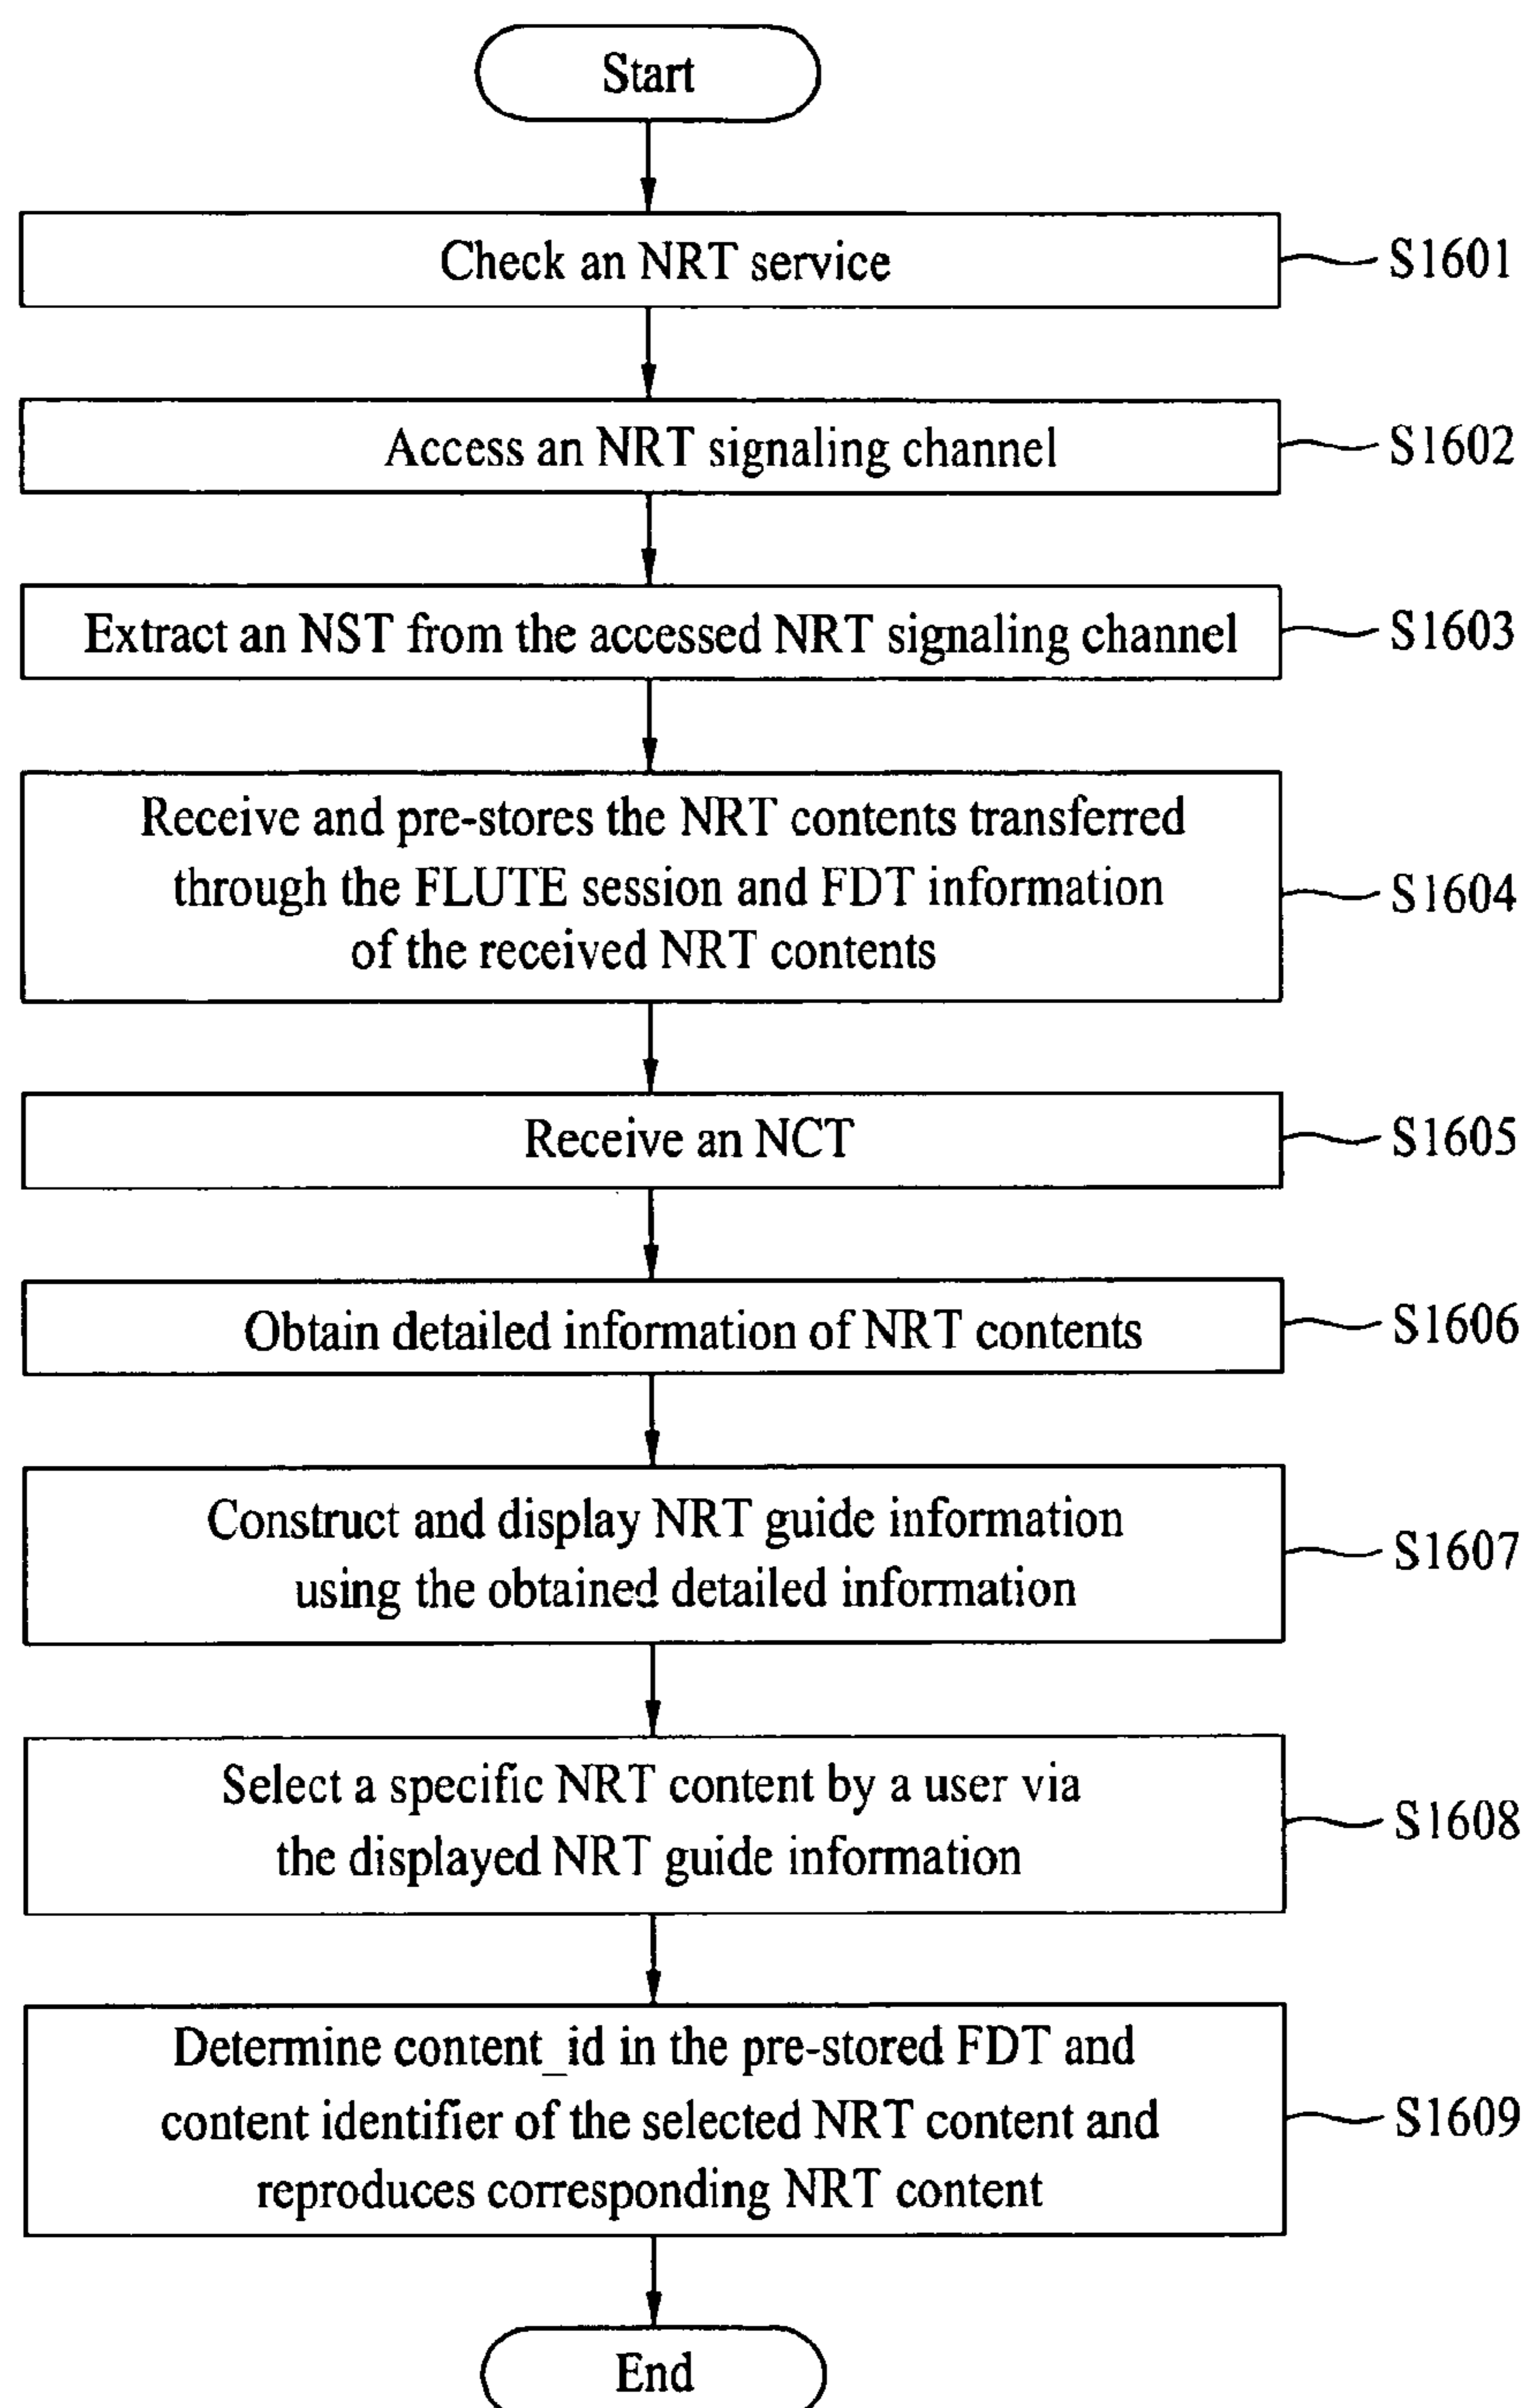 Start
Check an NRT service
S1601
Access an NRT signaling channel
S1602
Extract an NST from the accessed NRT signaling channel
S1603
Receive and pre-stores the NRT contents transferred
through the FLUTE session and FDT information
of the received NRT contents
S1604
Receive an NCT
S1605
Obtain detailed information of NRT contents
S1606
Construct and display NRT guide information
using the obtained detailed information
S1607
Select a specific NRT content by a user via
the displayed NRT guide information
S1608
Determine content_id in the pre-stored FDT and
content identifier of the selected NRT content and
reproduces corresponding NRT content
S1609
End